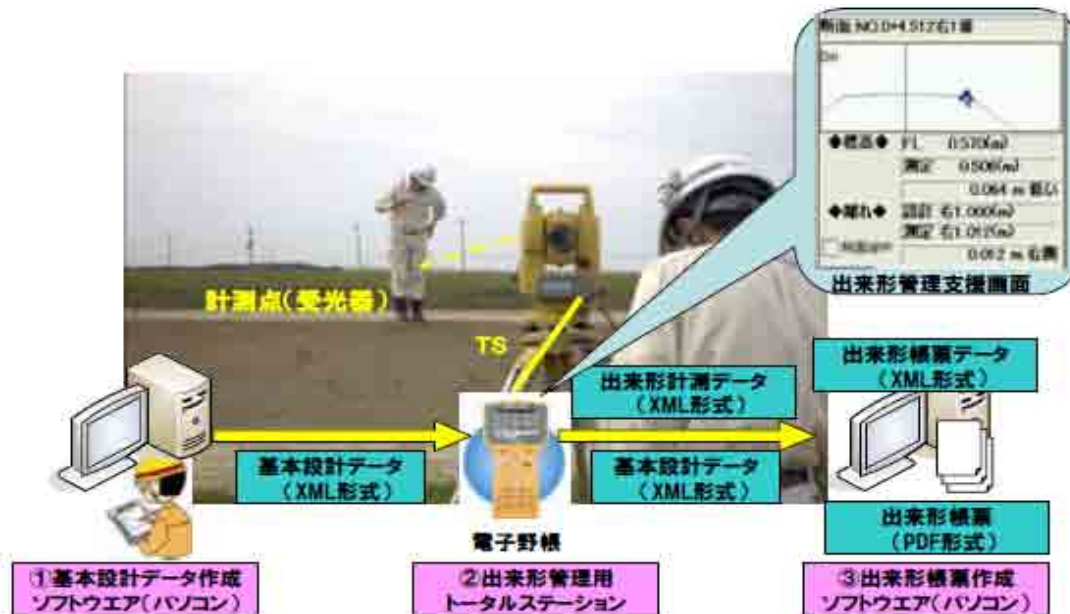 断面 NO.0+4.512右1番
◆標高◆ FL 0.570(m)
測定 0.506(m)
0.064 m 低い
◆離れ◆ 設計 右1.000(m)
測定 右1.012(m)
0.012 m 右側
出来形管理支援画面
計測点(受光器)
TS
出来形計測データ
(XML形式)
出来形帳票データ
(XML形式)
基本設計データ
(XML形式)
基本設計データ
(XML形式)
出来形帳票
(PDF形式)
電子野帳
①基本設計データ作成
ソフトウエア(パソコン)
②出来形管理用
トータルステーション
③出来形帳票作成
ソフトウエア(パソコン)